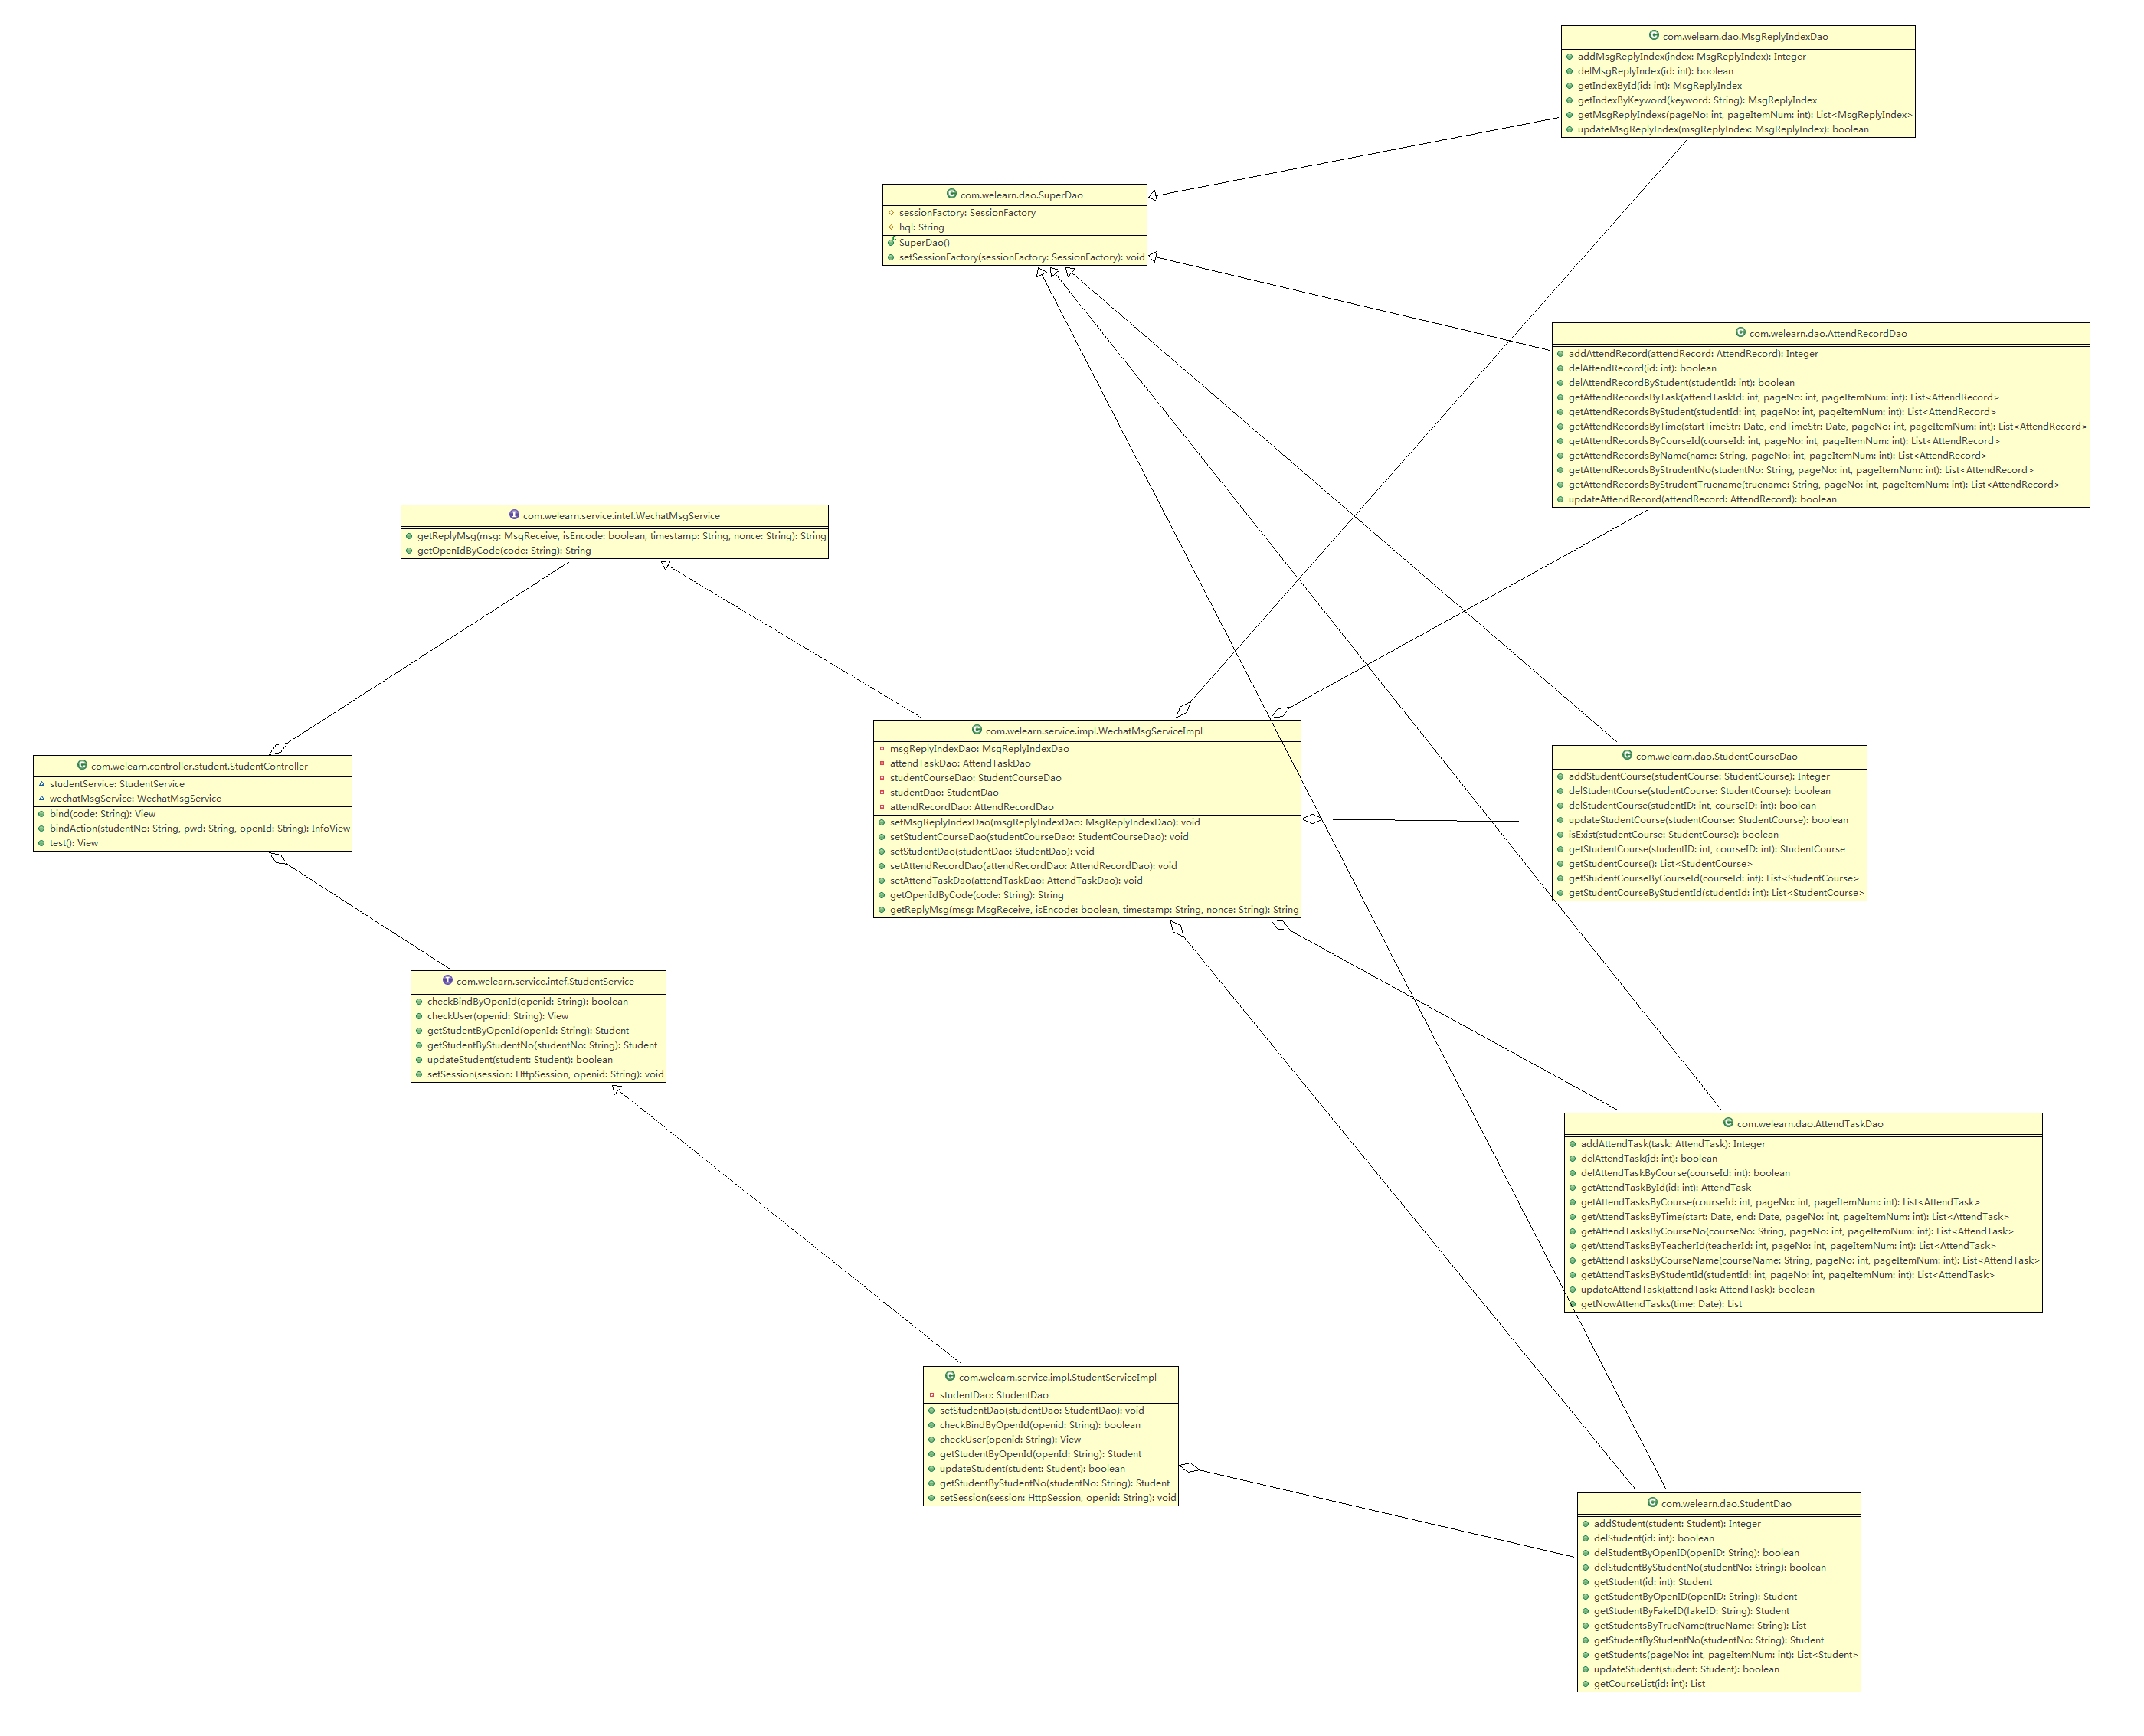 com.welearn.dao.MsgReplyIndexDao
addMsgReplyIndex(index: MsgReplyIndex): Integer
delMsgReplyIndex(id: int): boolean
getIndexById(id: int): MsgReplyIndex
getIndexByKeyword(keyword: String): MsgReplyIndex
getMsgReplyIndexs(pageNo: int, pageItemNum: int): List<MsgReplyIndex>
updateMsgReplyIndex(msgReplyIndex: MsgReplyIndex): boolean
com.welearn.dao.SuperDao
sessionFactory: SessionFactory
hql: String
SuperDao()
setSessionFactory(sessionFactory: SessionFactory): void
com.welearn.dao.AttendRecordDao
addAttendRecord(attendRecord: AttendRecord): Integer
delAttendRecord(id: int): boolean
delAttendRecordByStudent(studentId: int): boolean
getAttendRecordsByTask(attendTaskId: int, pageNo: int, pageItemNum: int): List<AttendRecord>
getAttendRecordsByStudent(studentId: int, pageNo: int, pageItemNum: int): List<AttendRecord>
getAttendRecordsByTime(startTimeStr: Date, endTimeStr: Date, pageNo: int, pageItemNum: int): List<AttendRecord>
getAttendRecordsByCourseId(courseId: int, pageNo: int, pageItemNum: int): List<AttendRecord>
getAttendRecordsByName(name: String, pageNo: int, pageItemNum: int): List<AttendRecord>
getAttendRecordsByStrudentNo(studentNo: String, pageNo: int, pageItemNum: int): List<AttendRecord>
getAttendRecordsByStrudentTruename(truename: String, pageNo: int, pageItemNum: int): List<AttendRecord>
updateAttendRecord(attendRecord: AttendRecord): boolean
com.welearn.service.intef.WechatMsgService
getReplyMsg(msg: MsgReceive, isEncode: boolean, timestamp: String, nonce: String): String
getOpenIdByCode(code: String): String
com.welearn.controller.student.StudentController
studentService: StudentService
wechatMsgService: WechatMsgService
bind(code: String): View
bindAction(studentNo: String, pwd: String, openId: String): InfoView
test(): View
com.welearn.service.impl.WechatMsgServiceImpl
msgReplyIndexDao: MsgReplyIndexDao
attendTaskDao: AttendTaskDao
studentCourseDao: StudentCourseDao
studentDao: StudentDao
attendRecordDao: AttendRecordDao
setMsgReplyIndexDao(msgReplyIndexDao: MsgReplyIndexDao): void
setStudentCourseDao(studentCourseDao: StudentCourseDao): void
setStudentDao(studentDao: StudentDao): void
setAttendRecordDao(attendRecordDao: AttendRecordDao): void
setAttendTaskDao(attendTaskDao: AttendTaskDao): void
getOpenIdByCode(code: String): String
getReplyMsg(msg: MsgReceive, isEncode: boolean, timestamp: String, nonce: String): String
com.welearn.dao.StudentCourseDao
addStudentCourse(studentCourse: StudentCourse): Integer
delStudentCourse(studentCourse: StudentCourse): boolean
delStudentCourse(studentID: int, courseID: int): boolean
updateStudentCourse(studentCourse: StudentCourse): boolean
isExist(studentCourse: StudentCourse): boolean
getStudentCourse(studentID: int, courseID: int): StudentCourse
getStudentCourse(): List<StudentCourse>
getStudentCourseByCourseId(courseId: int): List<StudentCourse>
getStudentCourseByStudentId(studentId: int): List<StudentCourse>
com.welearn.service.intef.StudentService
checkBindByOpenId(openid: String): boolean
checkUser(openid: String): View
getStudentByOpenId(openId: String): Student
getStudentByStudentNo(studentNo: String): Student
updateStudent(student: Student): boolean
setSession(session: HttpSession, openid: String): void
com.welearn.dao.AttendTaskDao
addAttendTask(task: AttendTask): Integer
delAttendTask(id: int): boolean
delAttendTaskByCourse(courseId: int): boolean
getAttendTaskById(id: int): AttendTask
getAttendTasksByCourse(courseId: int, pageNo: int, pageItemNum: int): List<AttendTask>
getAttendTasksByTime(start: Date, end: Date, pageNo: int, pageItemNum: int): List<AttendTask>
getAttendTasksByCourseNo(courseNo: String, pageNo: int, pageItemNum: int): List<AttendTask>
getAttendTasksByTeacherId(teacherId: int, pageNo: int, pageItemNum: int): List<AttendTask>
getAttendTasksByCourseName(courseName: String, pageNo: int, pageItemNum: int): List<AttendTask>
getAttendTasksByStudentId(studentId: int, pageNo: int, pageItemNum: int): List<AttendTask>
updateAttendTask(attendTask: AttendTask): boolean
getNowAttendTasks(time: Date): List
com.welearn.service.impl.StudentServiceImpl
studentDao: StudentDao
setStudentDao(studentDao: StudentDao): void
checkBindByOpenId(openid: String): boolean
checkUser(openid: String): View
getStudentByOpenId(openId: String): Student
updateStudent(student: Student): boolean
getStudentByStudentNo(studentNo: String): Student
setSession(session: HttpSession, openid: String): void
com.welearn.dao.StudentDao
addStudent(student: Student): Integer
delStudent(id: int): boolean
delStudentByOpenID(openID: String): boolean
delStudentByStudentNo(studentNo: String): boolean
getStudent(id: int): Student
getStudentByOpenID(openID: String): Student
getStudentByFakeID(fakeID: String): Student
getStudentsByTrueName(trueName: String): List
getStudentByStudentNo(studentNo: String): Student
getStudents(pageNo: int, pageItemNum: int): List<Student>
updateStudent(student: Student): boolean
getCourseList(id: int): List